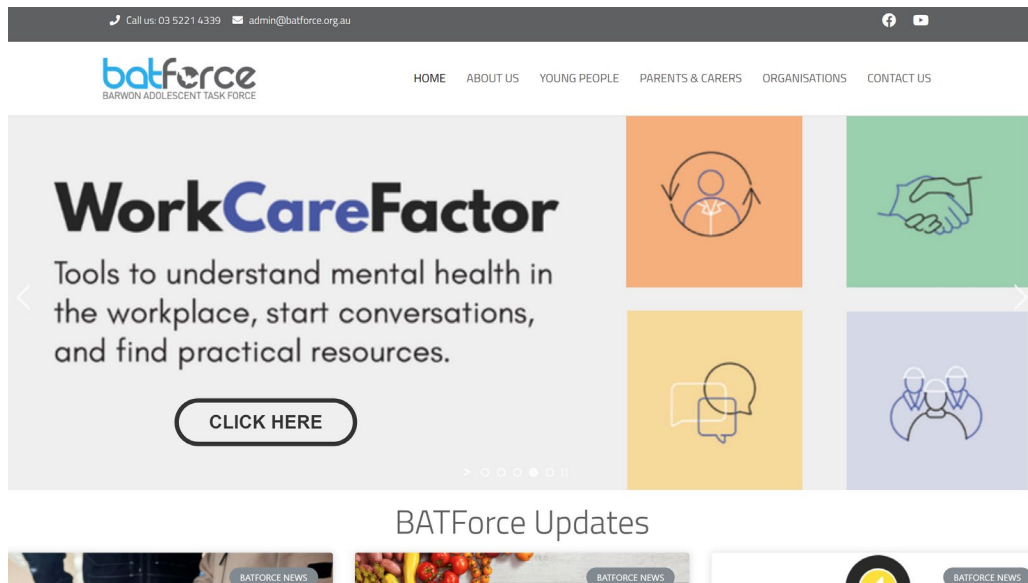 Call us: 03 5221 4339 admin@batforce.org.au
batforce
BARWON ADOLESCENT TASK FORCE
HOME ABOUT US YOUNG PEOPLE PARENTS & CARERS ORGANISATIONS CONTACT US
WorkCareFactor
Tools to understand mental health in
the workplace, start conversations,
and find practical resources.
CLICK HERE
BATForce Updates
BATFORCE NEWS BATFORCE NEWS BATFORCE NEWS